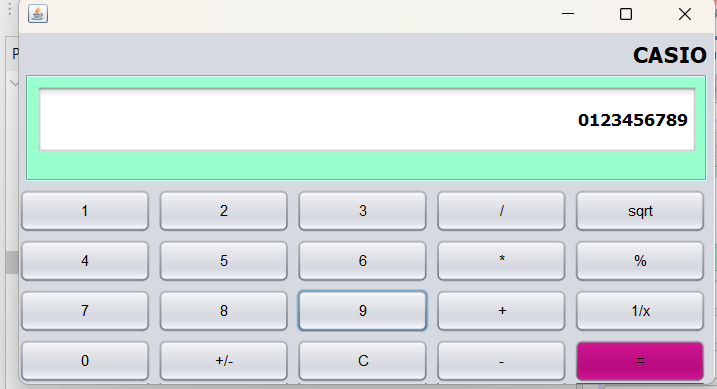 P
CASIO
0123456789
1 2 3 / sqrt
4 5 6 * %
7 8 9 + 1/x
0 +/- C - =